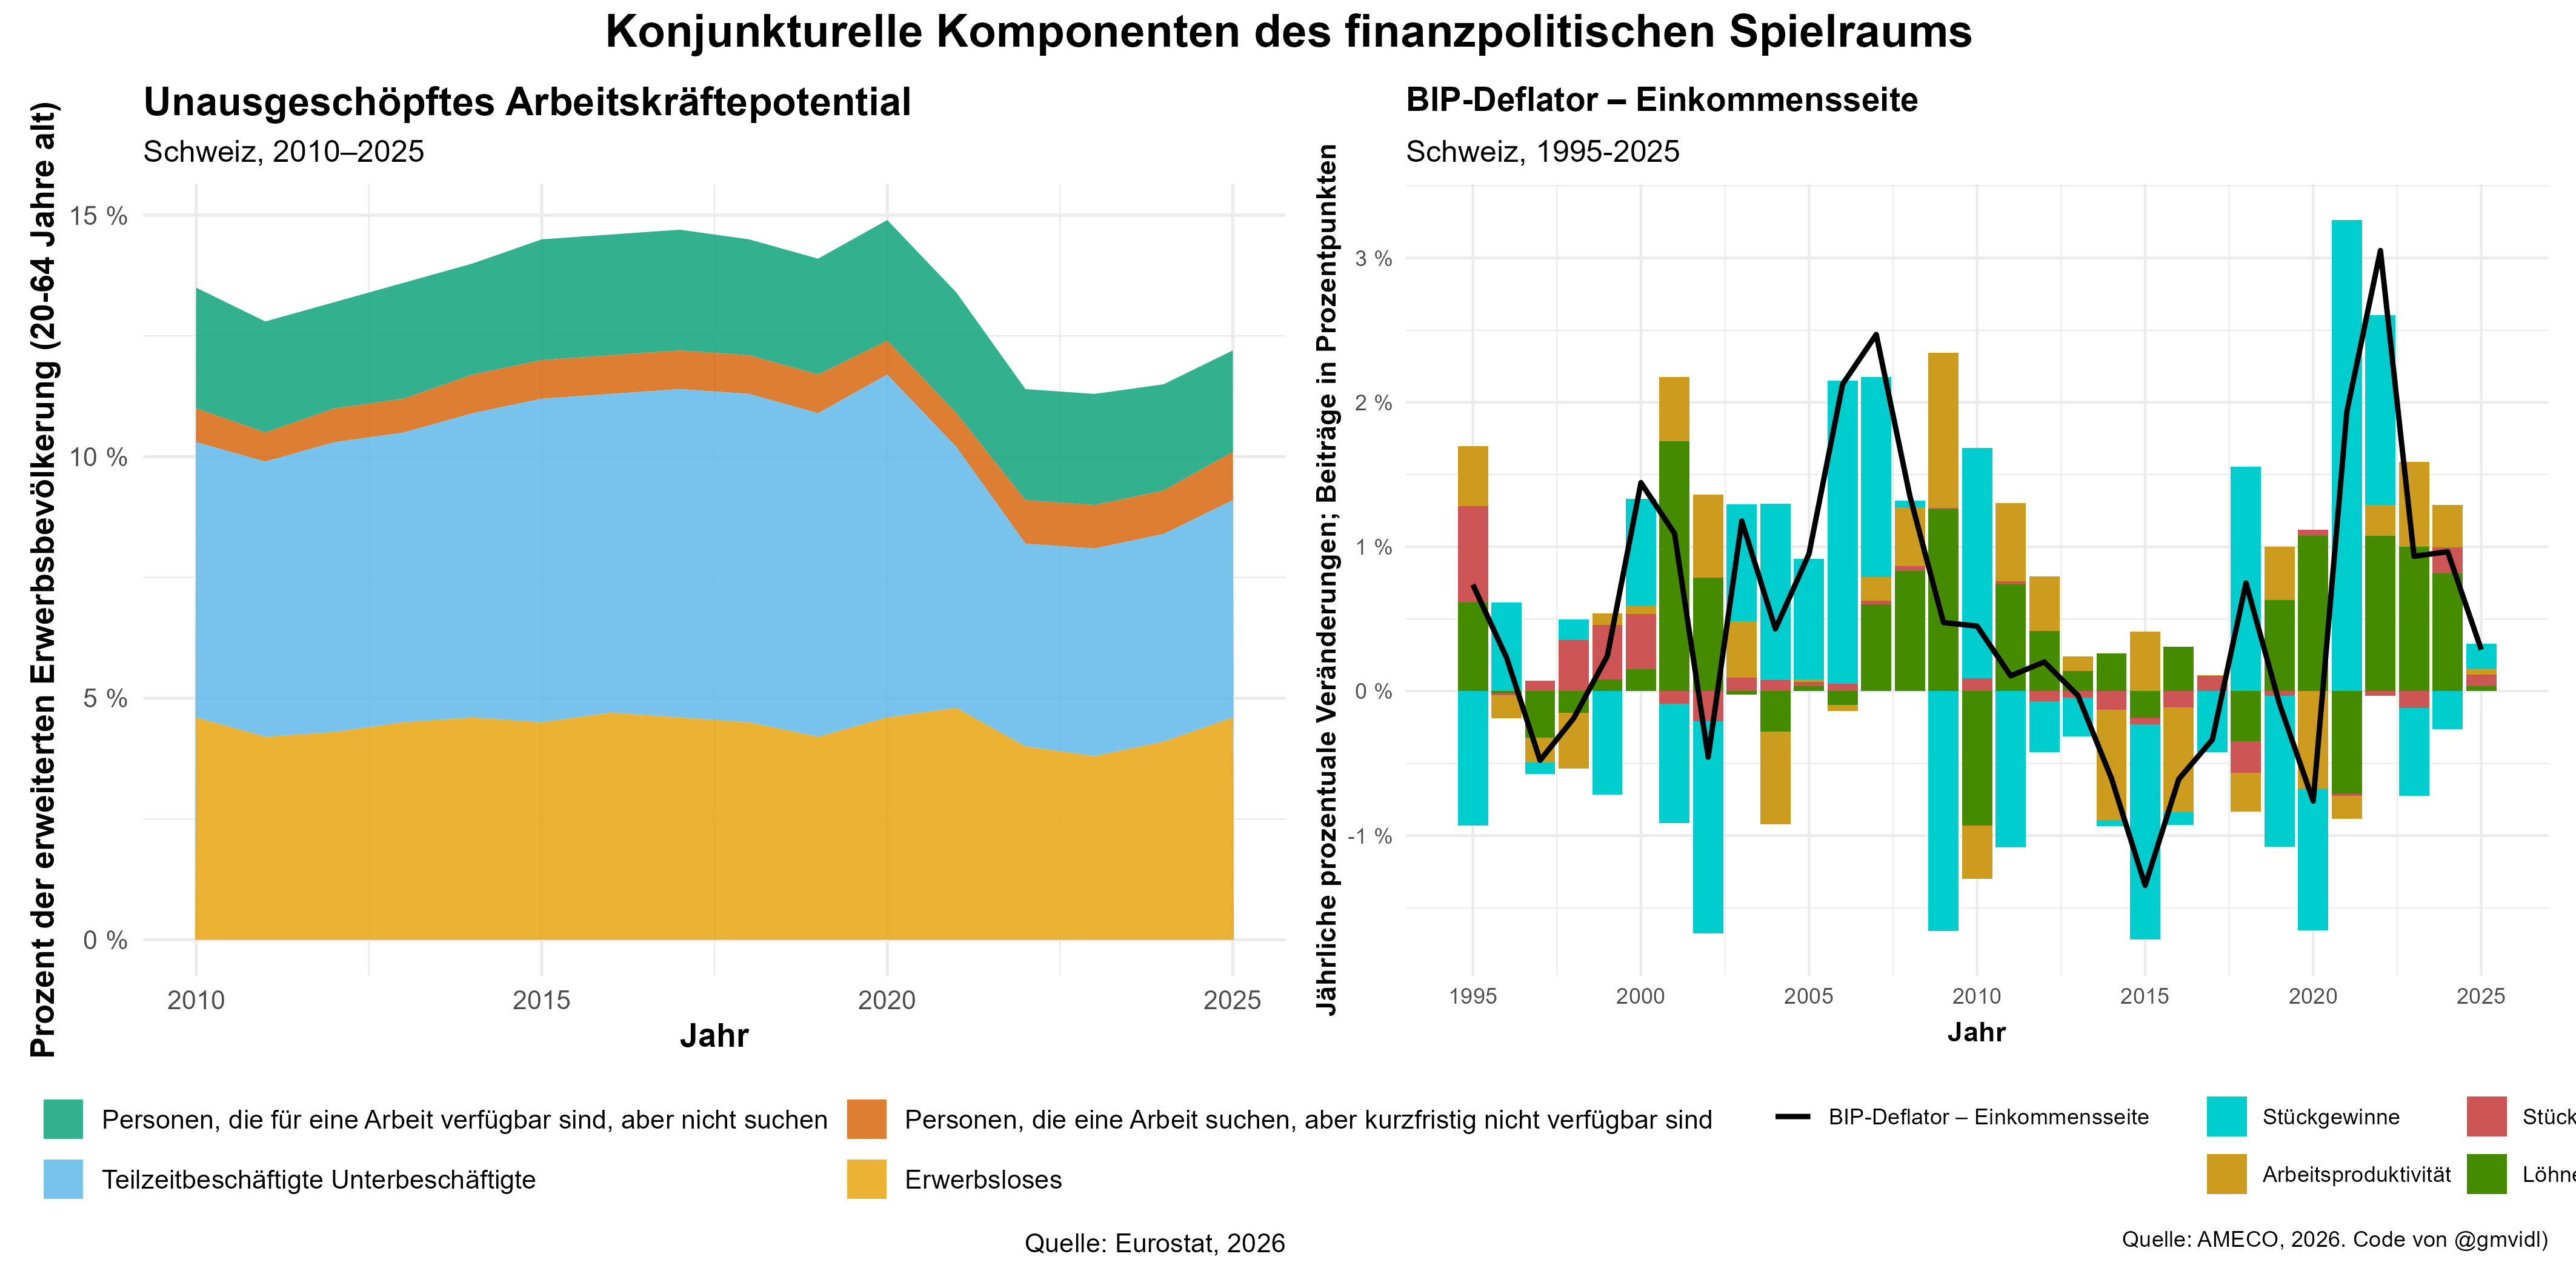 Konjunkturelle Komponenten des finanzpolitischen Spielraums
Unausgeschöpftes Arbeitskräftepotential
Schweiz, 2010–2025
Prozent der erweiterten Erwerbsbevölkerung (20-64 Jahre alt)
15 %
10 %
5 %
0 %
2010
2015
2020
2025
Jahr
Personen, die für eine Arbeit verfügbar sind, aber nicht suchen
Personen, die eine Arbeit suchen, aber kurzfristig nicht verfügbar sind
Teilzeitbeschäftigte Unterbeschäftigte
Erwerbsloses
Quelle: Eurostat, 2026
BIP-Deflator – Einkommensseite
Schweiz, 1995-2025
Jährliche prozentuale Veränderungen; Beiträge in Prozentpunkten
3 %
2 %
1 %
0 %
-1 %
1995
2000
2005
2010
2015
2020
2025
Jahr
BIP-Deflator – Einkommensseite
Stückgewinne
Stück
Arbeitsproduktivität
Löhne
Quelle: AMECO, 2026. Code von @gmvidl)